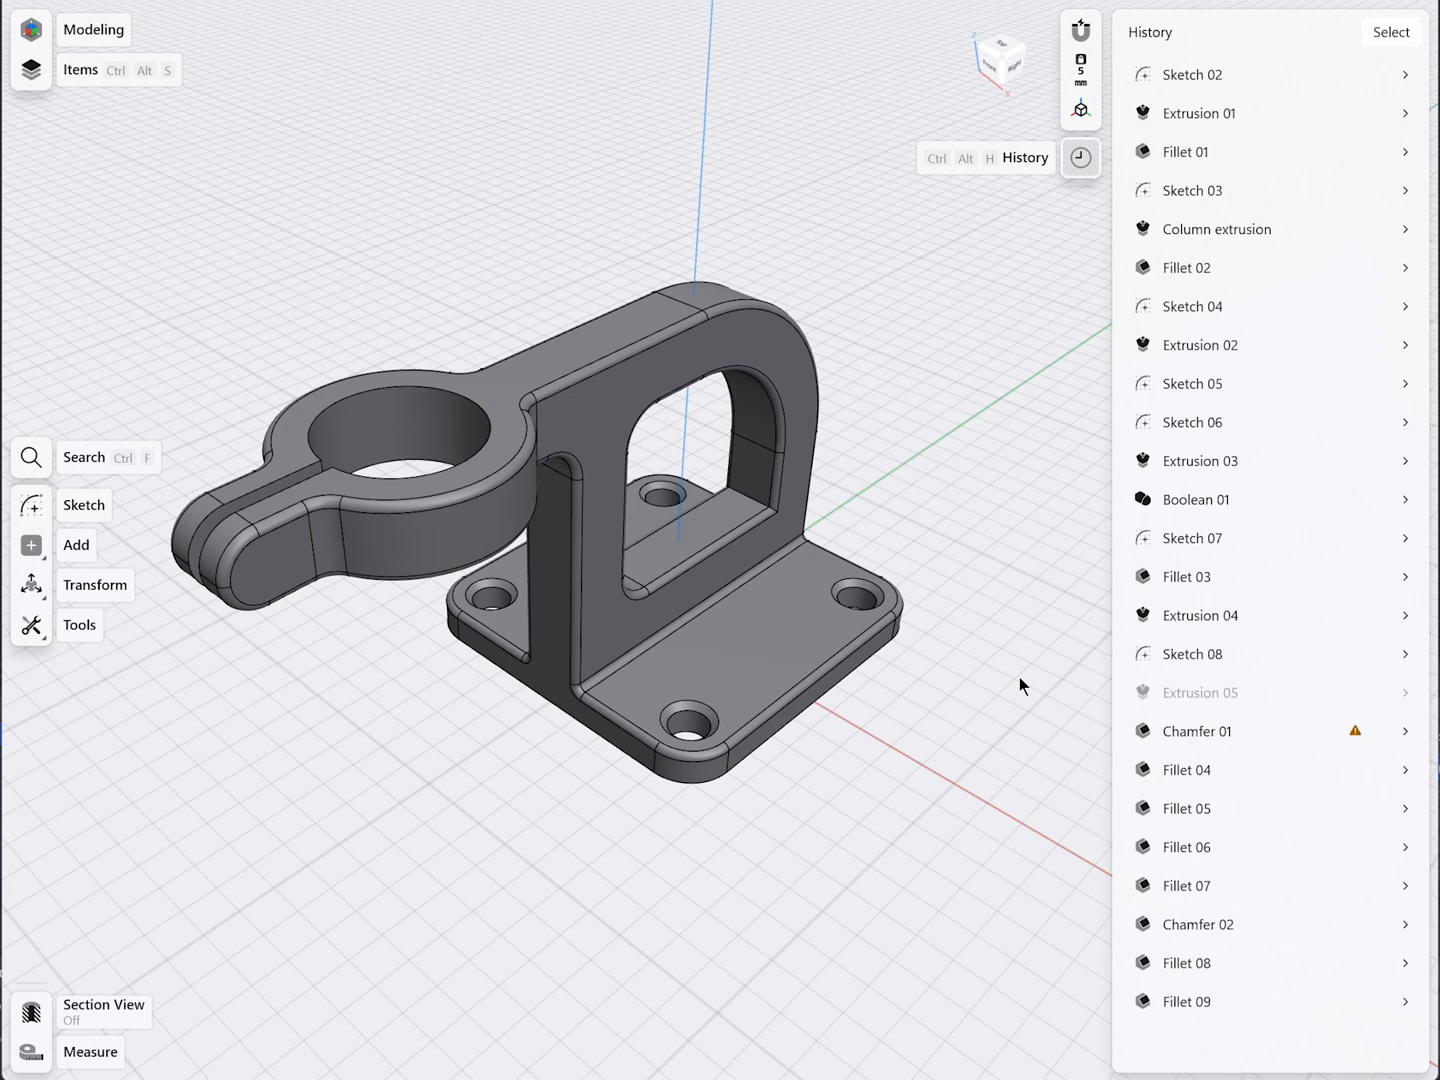 Modeling
Items Ctrl Alt S
Search Ctrl F
Sketch
Add
Transform
Tools
Section View
Off
Measure
Z
Top
Front
Right
X
5
mm
Ctrl Alt H History
History
Select
Sketch 02
Extrusion 01
Fillet 01
Sketch 03
Column extrusion
Fillet 02
Sketch 04
Extrusion 02
Sketch 05
Sketch 06
Extrusion 03
Boolean 01
Sketch 07
Fillet 03
Extrusion 04
Sketch 08
Extrusion 05
Chamfer 01
Fillet 04
Fillet 05
Fillet 06
Fillet 07
Chamfer 02
Fillet 08
Fillet 09